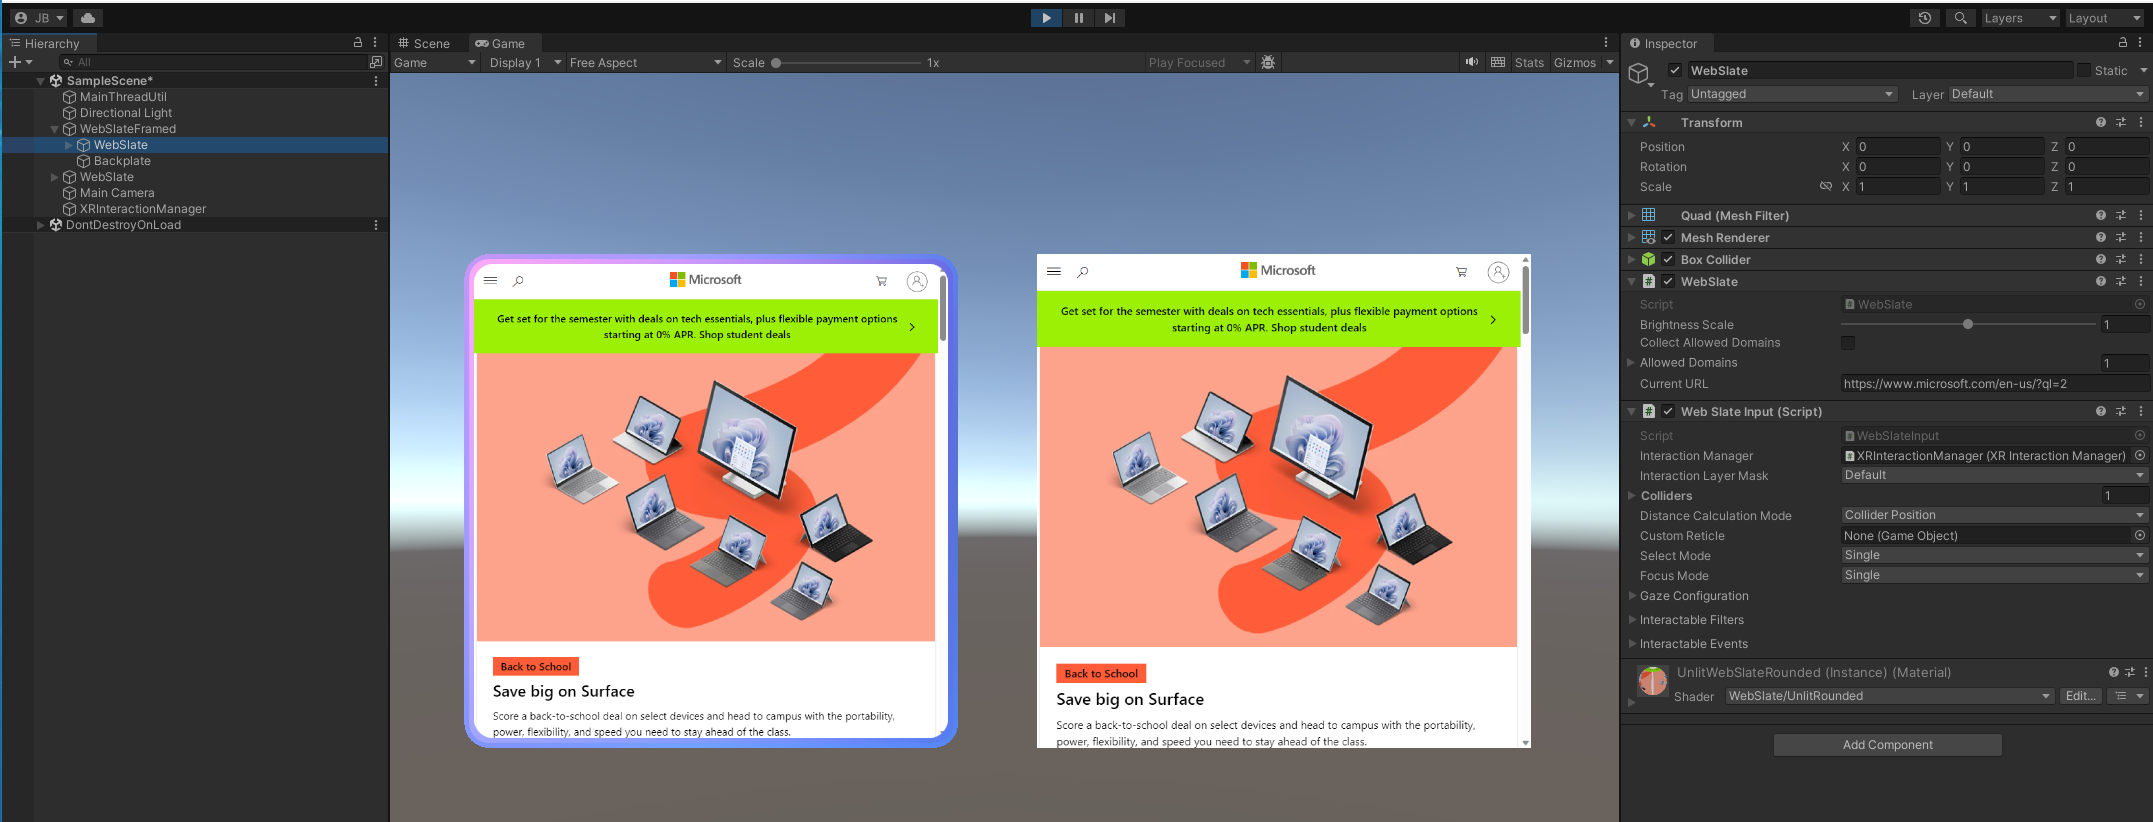 JB
Layers
Layout
Hierarchy
All
SampleScene*
MainThreadUtil
Directional Light
WebSlateFramed
WebSlate
Backplate
WebSlate
Main Camera
XRInteractionManager
DontDestroyOnLoad
Scene
Game
Game
Display 1
Free Aspect
Scale
1x
Play Focused
Stats
Gizmos
Microsoft
Get set for the semester with deals on tech essentials, plus flexible payment options
starting at 0% APR. Shop student deals
Back to School
Save big on Surface
Score a back-to-school deal on select devices and head to campus with the portability,
power, flexibility, and speed you need to stay ahead of the class.
Microsoft
Get set for the semester with deals on tech essentials, plus flexible payment options
starting at 0% APR. Shop student deals
Back to School
Save big on Surface
Score a back-to-school deal on select devices and head to campus with the portability,
power, flexibility, and speed you need to stay ahead of the class.
Inspector
WebSlate
Static
Tag Untagged
Layer Default
Transform
Position X 0 Y 0 Z 0
Rotation X 0 Y 0 Z 0
Scale X 1 Y 1 Z 1
Quad (Mesh Filter)
Mesh Renderer
Box Collider
# WebSlate
Script # WebSlate
Brightness Scale 1
Collect Allowed Domains
Allowed Domains 1
Current URL https://www.microsoft.com/en-us/?ql=2
# Web Slate Input (Script)
Script # WebSlateInput
Interaction Manager # XRInteractionManager (XR Interaction Manager)
Interaction Layer Mask Default
Colliders 1
Distance Calculation Mode Collider Position
Custom Reticle None (Game Object)
Select Mode Single
Focus Mode Single
Gaze Configuration
Interactable Filters
Interactable Events
UnlitWebSlateRounded (Instance) (Material)
Shader WebSlate/UnlitRounded Edit...
Add Component